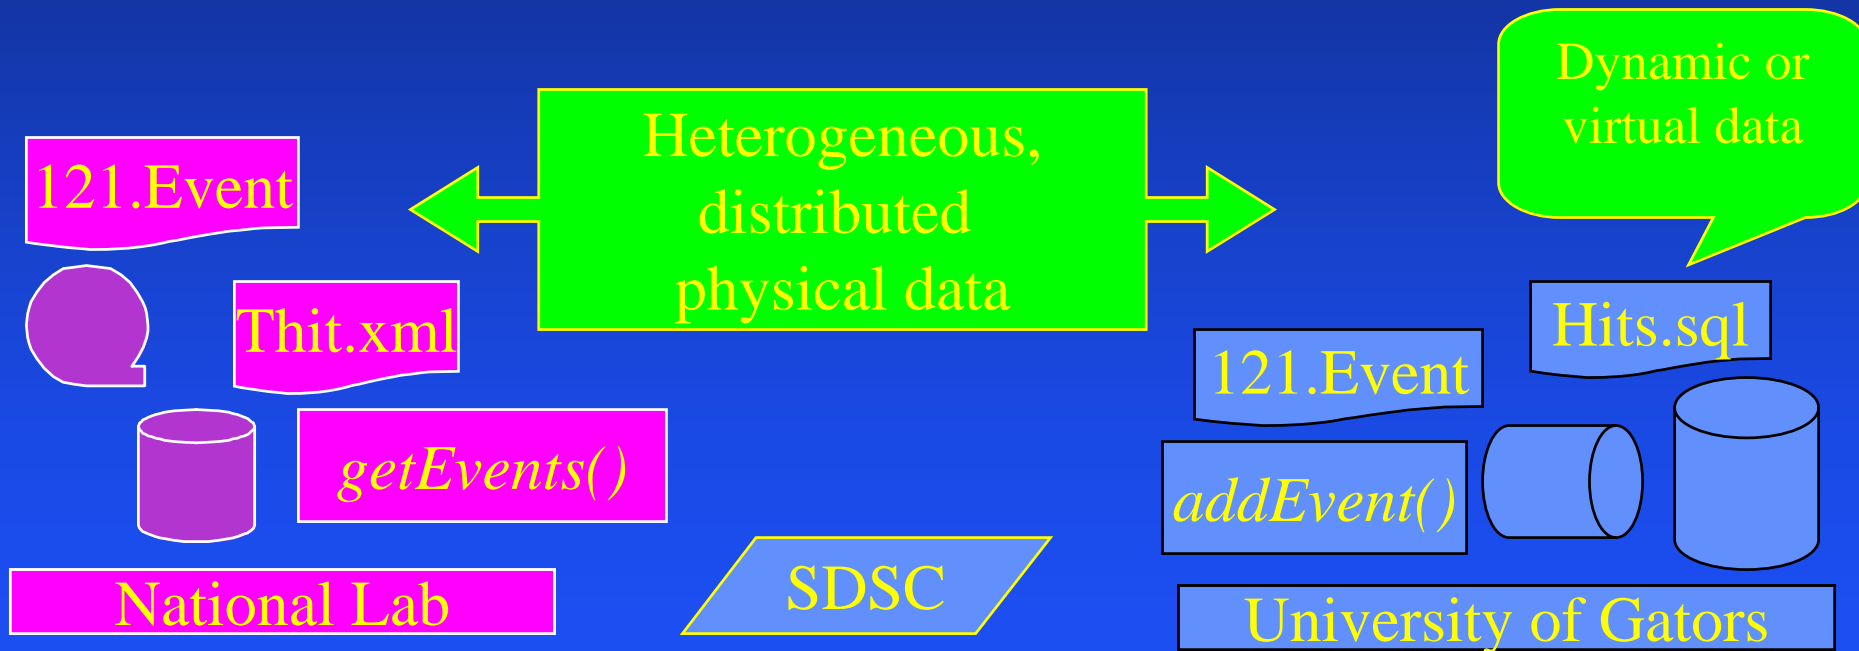 Dynamic or
virtual data
Heterogeneous,
distributed
physical data
121.Event
Thit.xml
getEvents()
National Lab
SDSC
Hits.sql
121.Event
addEvent()
University of Gators